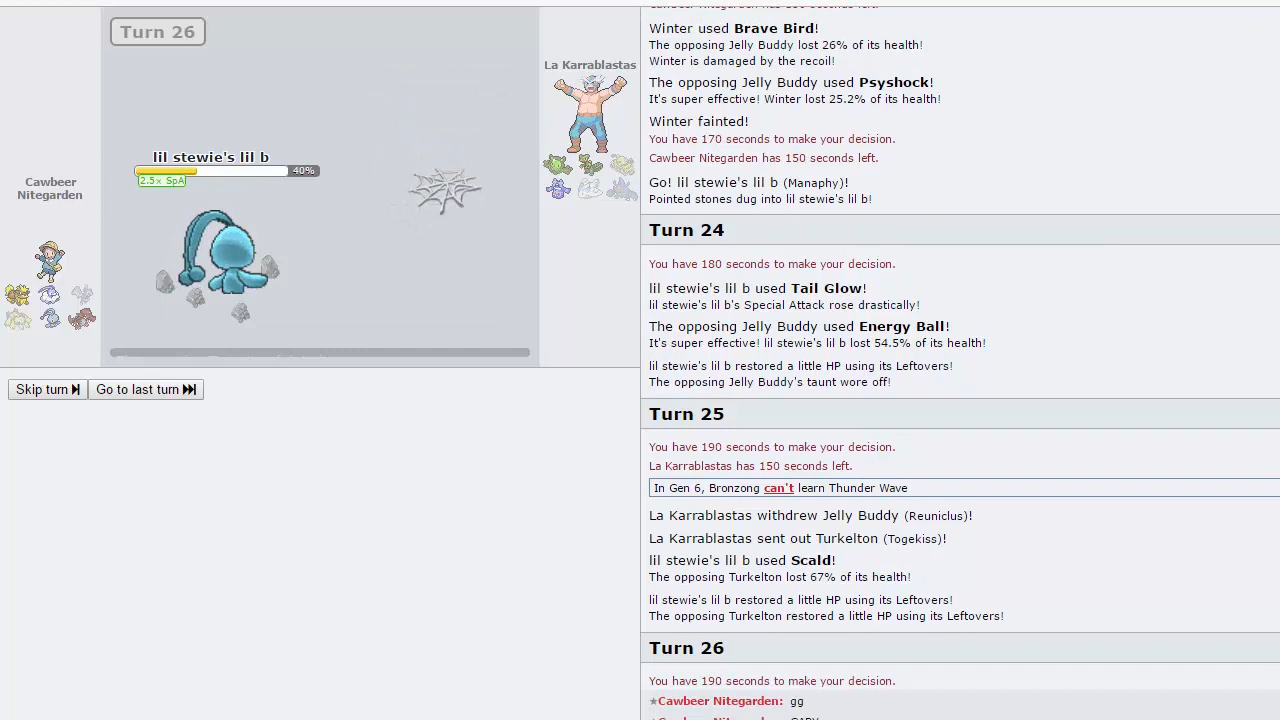 Turn 26
La Karrablastas
lil stewie's lil b
40%
2.5× SpA
Cawbeer
Nitegarden
Skip turn
Go to last turn
Winter used Brave Bird!
The opposing Jelly Buddy lost 26% of its health!
Winter is damaged by the recoil!
The opposing Jelly Buddy used Psyshock!
It's super effective! Winter lost 25.2% of its health!
Winter fainted!
You have 170 seconds to make your decision.
Cawbeer Nitegarden has 150 seconds left.
Go! lil stewie's lil b (Manaphy)!
Pointed stones dug into lil stewie's lil b!
Turn 24
You have 180 seconds to make your decision.
lil stewie's lil b used Tail Glow!
lil stewie's lil b's Special Attack rose drastically!
The opposing Jelly Buddy used Energy Ball!
It's super effective! lil stewie's lil b lost 54.5% of its health!
lil stewie's lil b restored a little HP using its Leftovers!
The opposing Jelly Buddy's taunt wore off!
Turn 25
You have 190 seconds to make your decision.
La Karrablastas has 150 seconds left.
In Gen 6, Bronzong can't learn Thunder Wave
La Karrablastas withdrew Jelly Buddy (Reuniclus)!
La Karrablastas sent out Turkelton (Togekiss)!
lil stewie's lil b used Scald!
The opposing Turkelton lost 67% of its health!
lil stewie's lil b restored a little HP using its Leftovers!
The opposing Turkelton restored a little HP using its Leftovers!
Turn 26
You have 190 seconds to make your decision.
★Cawbeer Nitegarden: gg